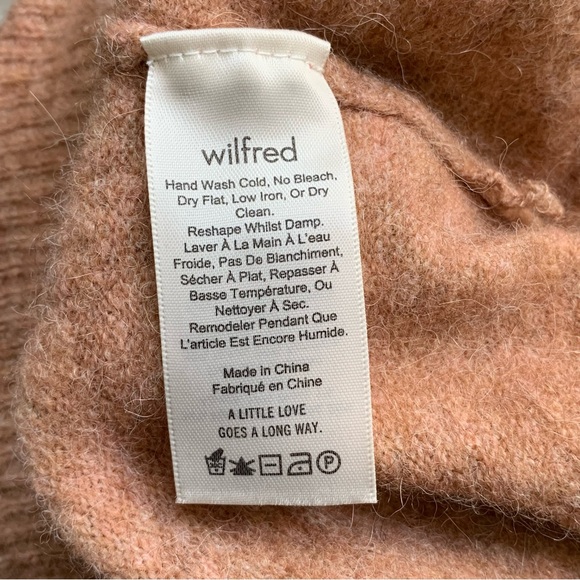 wilfred
Hand Wash Cold, No Bleach.
Dry Flat, Low Iron, Or Dry
Clean.
Reshape Whilst Damp.
Laver À La Main À L'eau
Froide, Pas De Blanchiment,
Sécher À Plat, Repasser À
Basse Température, Ou
Nettoyer À Sec.
Remodeler Pendant Que
L'article Est Encore Humide.
Made in China
Fabriqué en Chine
A LITTLE LOVE
GOES A LONG WAY.
P